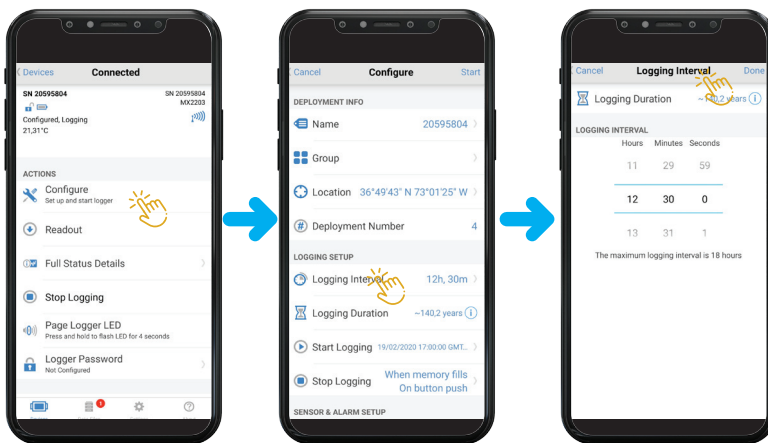 Devices
Connected
SN 20595804
SN 20595804
MX2203
Configured, Logging
21,31°C
ACTIONS
Configure
Set up and start logger
Readout
Full Status Details
Stop Logging
Page Logger LED
Press and hold to flash LED for 4 seconds
Logger Password
Not Configured
1
Cancel
Configure
Start
DEPLOYMENT INFO
Name
20595804
Group
Location
36°49'43" N 73°01'25" W
# Deployment Number
4
LOGGING SETUP
Logging Interval
12h, 30m
Logging Duration
~140,2 years
Start Logging
19/02/2020 17:00:00 GMT...
Stop Logging
When memory fills
On button push
SENSOR & ALARM SETUP
Cancel
Logging Interval
Done
Logging Duration
~140,2 years
LOGGING INTERVAL
Hours Minutes Seconds
11 29 59
12 30 0
13 31 1
The maximum logging interval is 18 hours